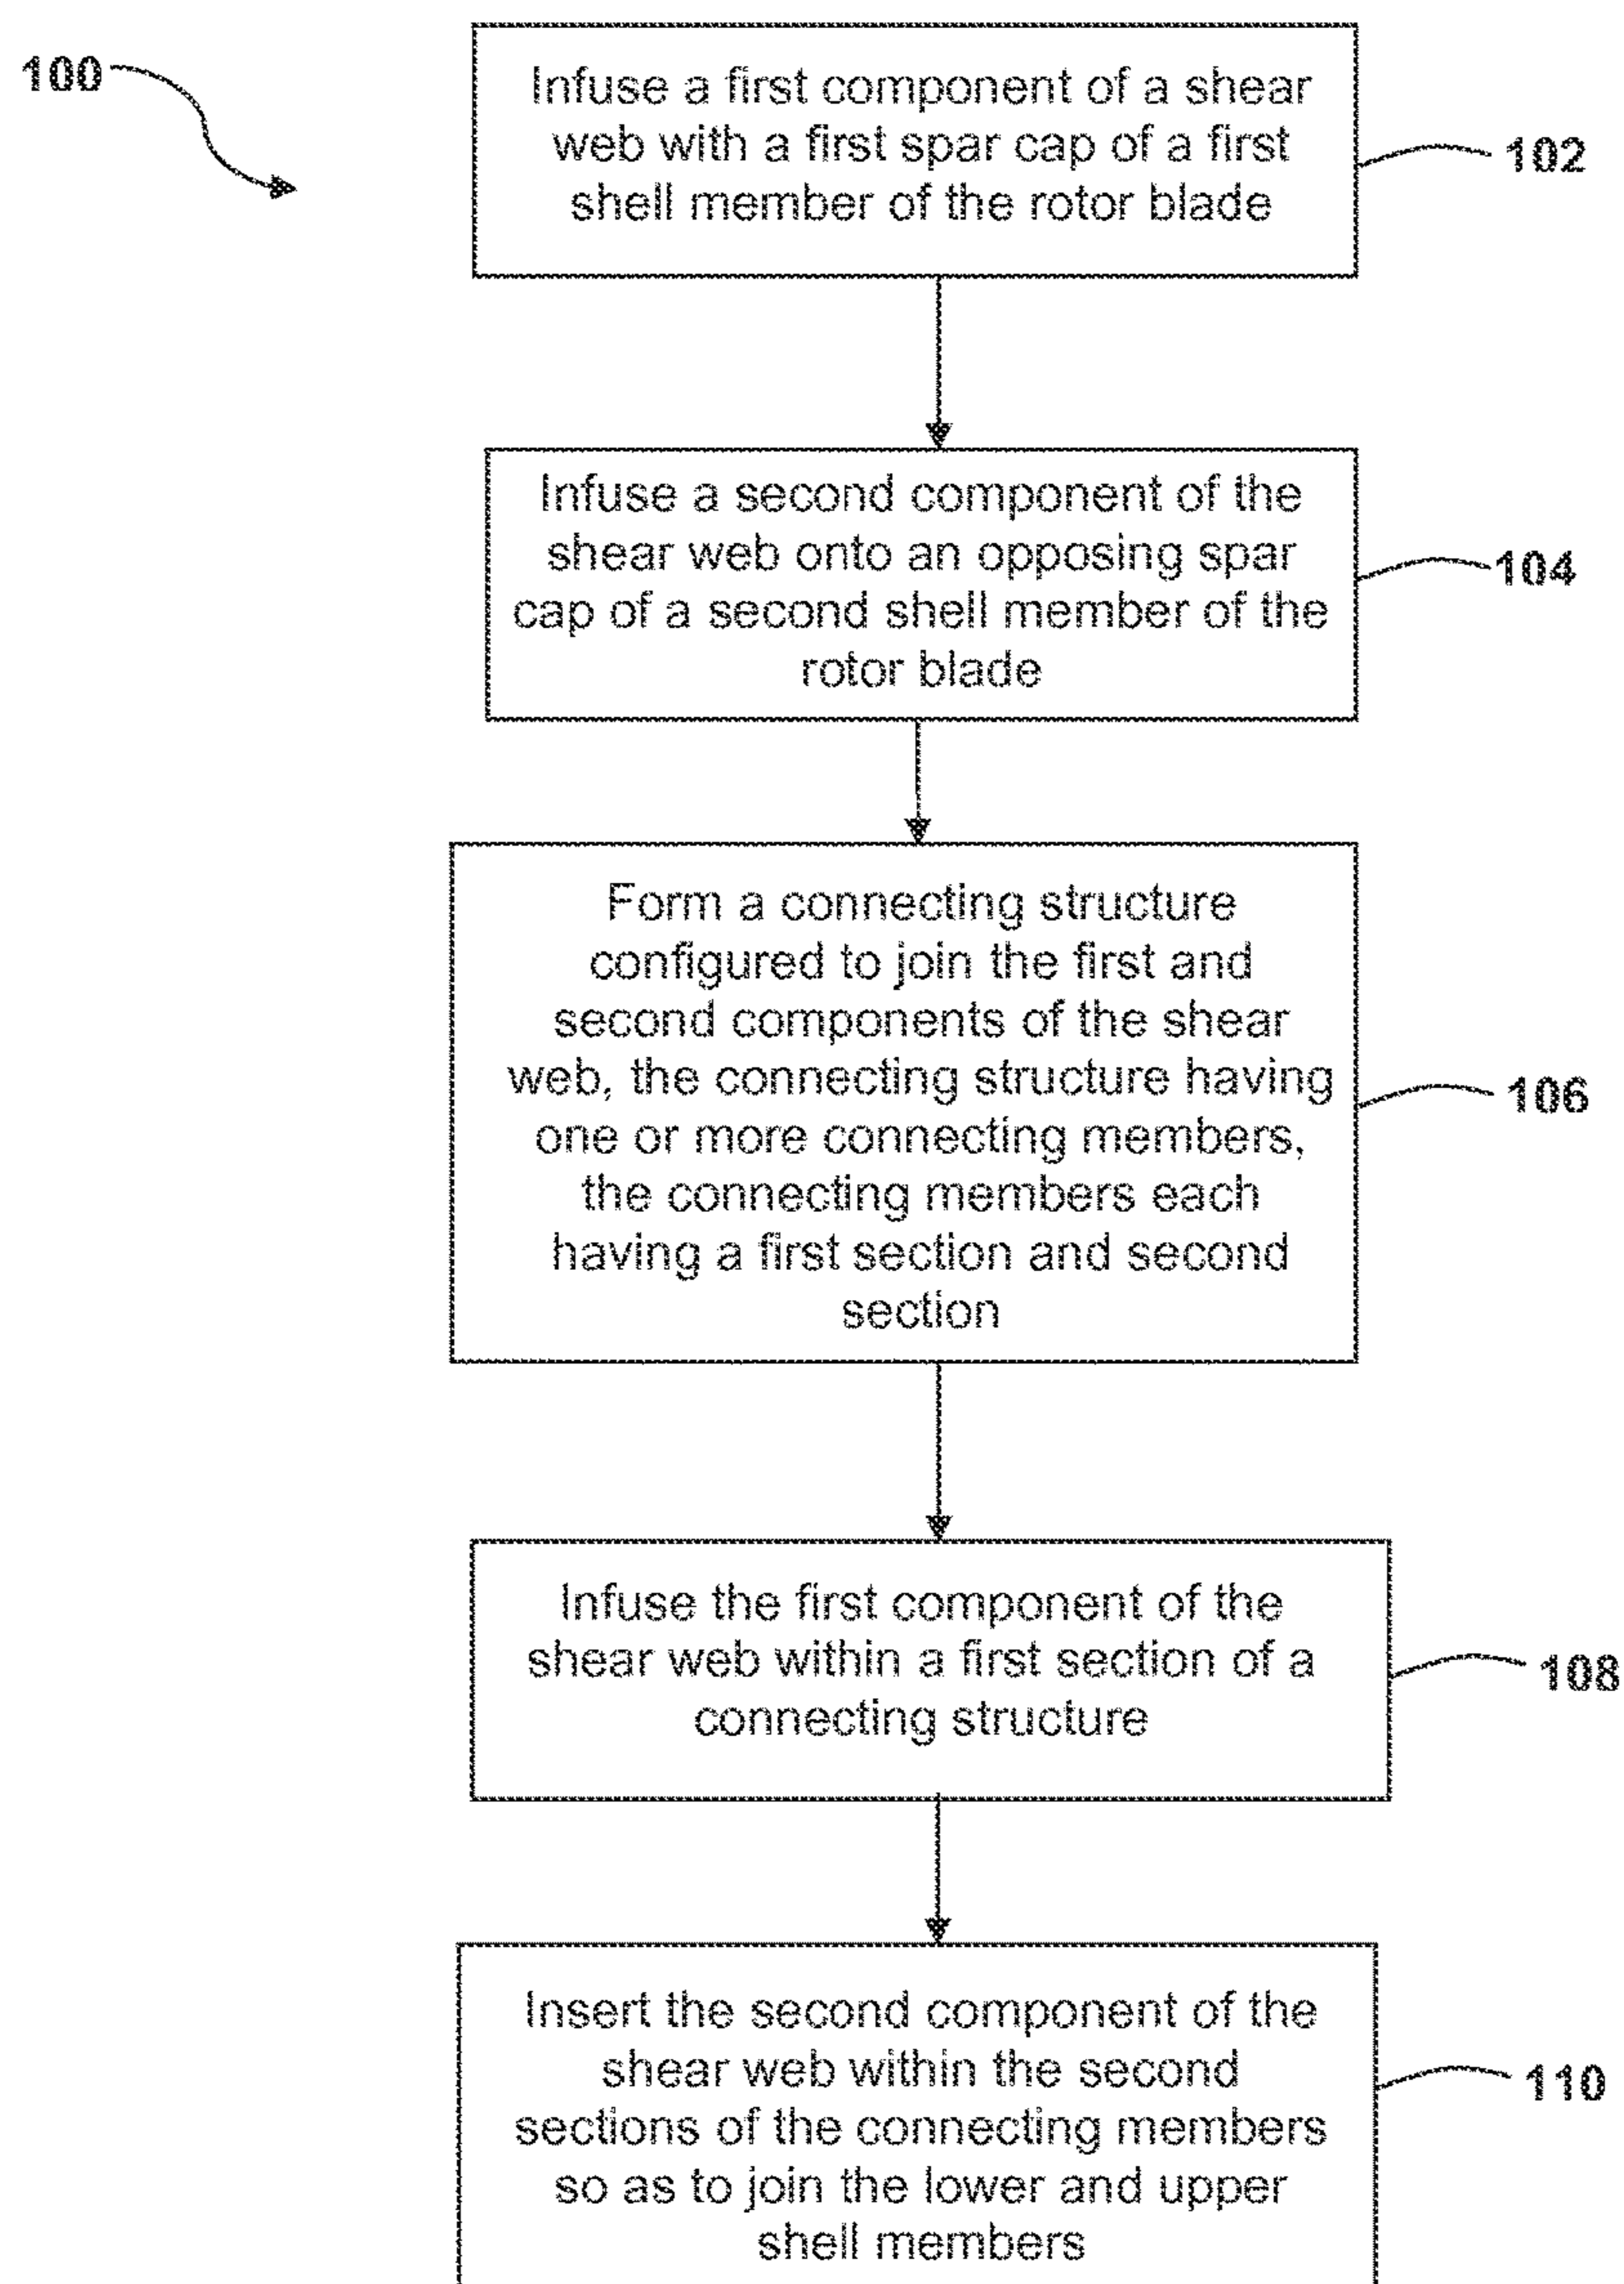 100
Infuse a first component of a shear
web with a first spar cap of a first
shell member of the rotor blade
102
Infuse a second component of the
shear web onto an opposing spar
cap of a second shell member of the
rotor blade
104
Form a connecting structure
configured to join the first and
second components of the shear
web, the connecting structure having
one or more connecting members,
the connecting members each
having a first section and second
section
106
Infuse the first component of the
shear web within a first section of a
connecting structure
108
Insert the second component of the
shear web within the second
sections of the connecting members
so as to join the lower and upper
shell members
110